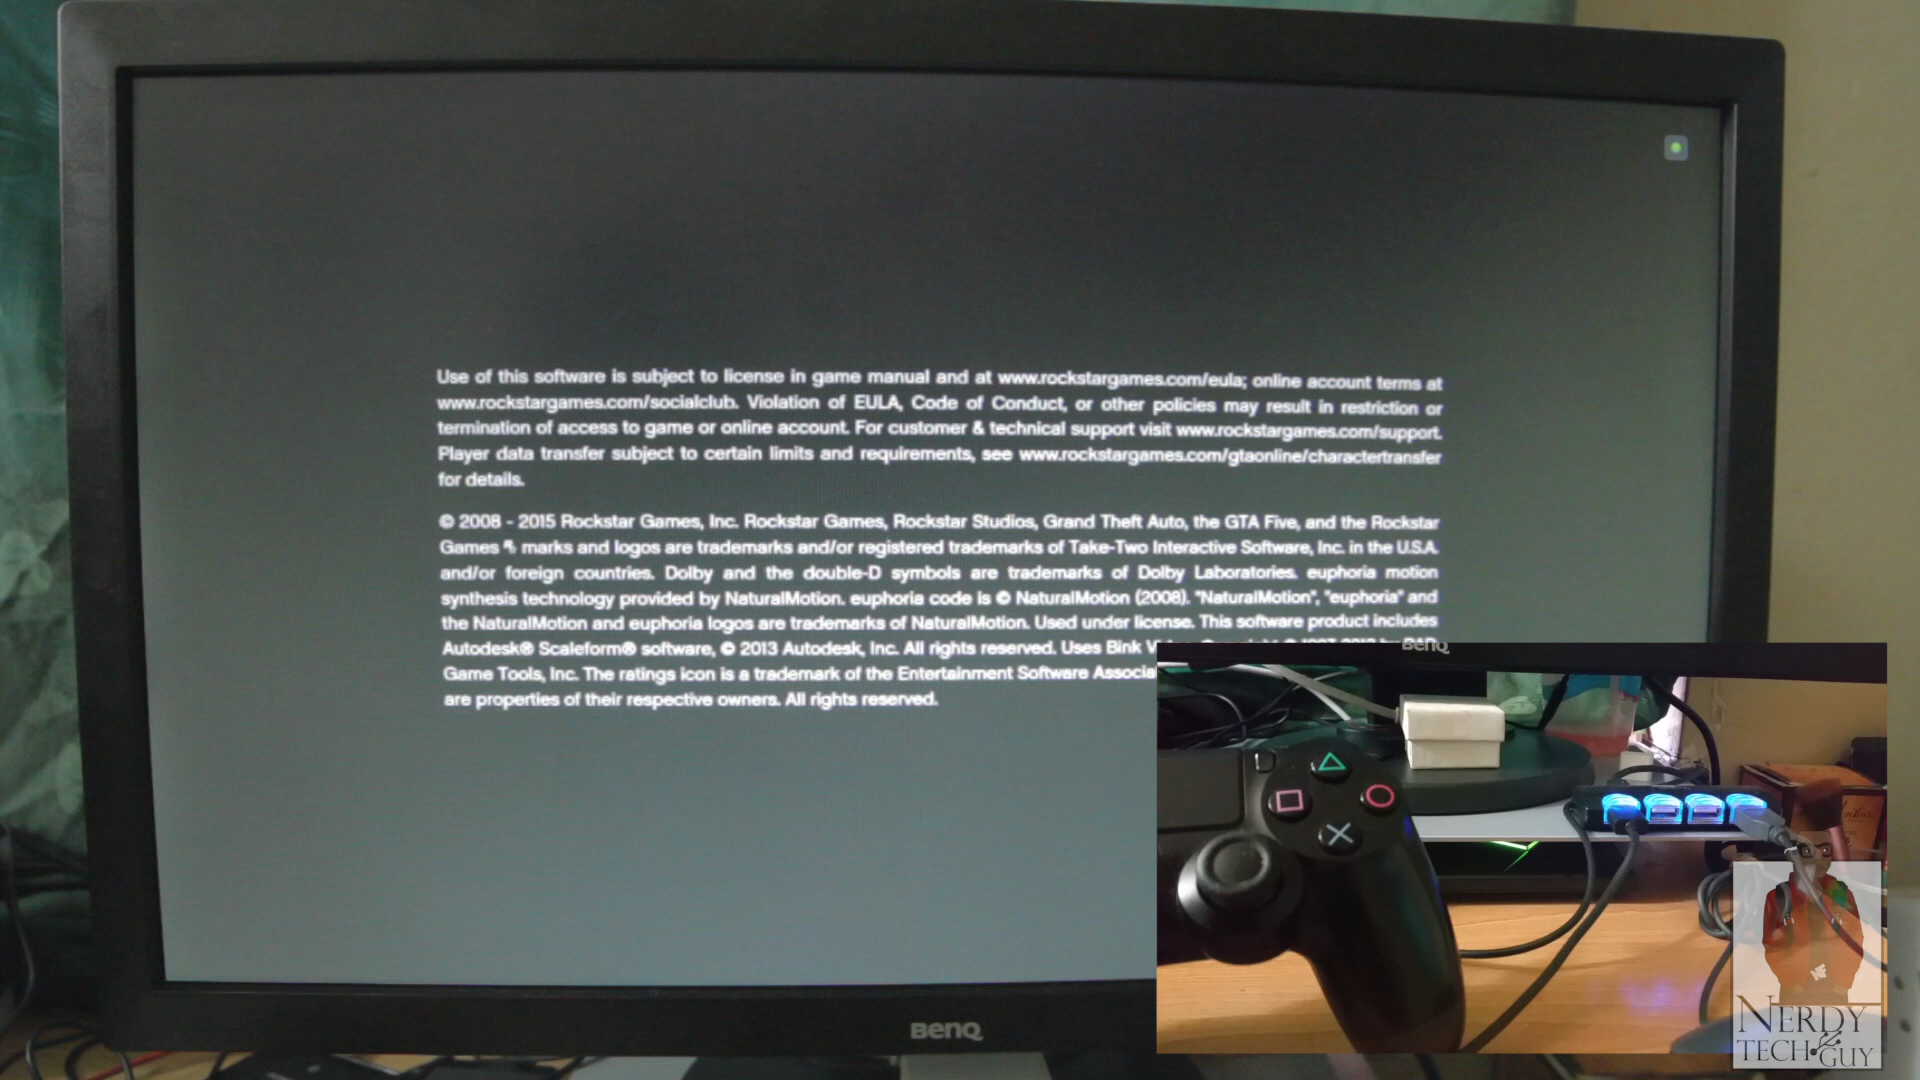 Use of this software is subject to license in game manual and at www.rockstargames.com/eula; online account terms at
www.rockstargames.com/socialclub. Violation of EULA, Code of Conduct, or other policies may result in restriction or
termination of access to game or online account. For customer & technical support visit www.rockstargames.com/support.
Player data transfer subject to certain limits and requirements, see www.rockstargames.com/gtaonline/charactertransfer
for details.
© 2008 - 2015 Rockstar Games, Inc. Rockstar Games, Rockstar Studios, Grand Theft Auto, the GTA Five, and the Rockstar
Games R* marks and logos are trademarks and/or registered trademarks of Take-Two Interactive Software, Inc. in the U.S.A.
and/or foreign countries. Dolby and the double-D symbols are trademarks of Dolby Laboratories. euphoria motion
synthesis technology provided by NaturalMotion. euphoria code is © NaturalMotion (2008). "NaturalMotion", "euphoria" and
the NaturalMotion and euphoria logos are trademarks of NaturalMotion. Used under license. This software product includes
Autodesk® Scaleform® software, © 2013 Autodesk, Inc. All rights reserved. Uses Bink
Game Tools, Inc. The ratings icon is a trademark of the Entertainment Software
are properties of their respective owners. All rights reserved.
BenQ
BenQ
NF
NERDY
TECH GUY